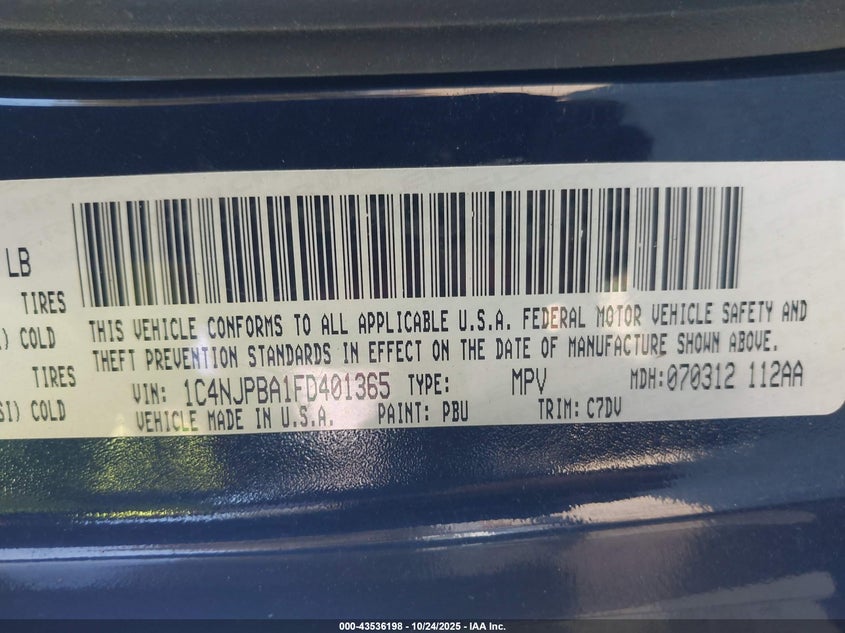 LB
TIRES
) COLD
TIRES
SI) COLD
THIS VEHICLE CONFORMS TO ALL APPLICABLE U.S.A. FEDERAL MOTOR VEHICLE SAFETY AND
THEFT PREVENTION STANDARDS IN EFFECT ON THE DATE OF MANUFACTURE SHOWN ABOVE.
VIN: 1C4NJPBA1FD401365 TYPE: MPV MDH:070312 112AA
VEHICLE MADE IN U.S.A. PAINT: PBU TRIM: C7DV
000-43536198 - 10/24/2025 - IAA Inc.